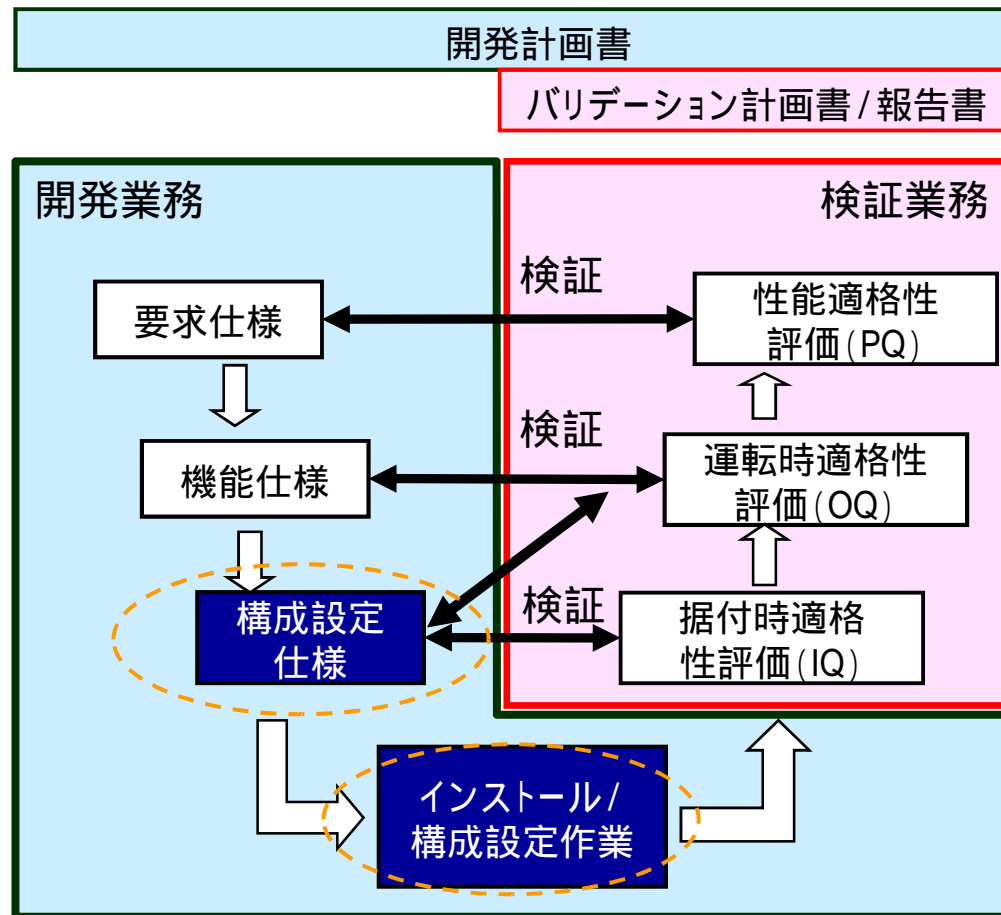 開発計画書
バリデーション計画書/報告書
開発業務
検証業務
検証
要求仕様
性能適格性
評価(PQ)
検証
機能仕様
運転時適格性
評価(OQ)
検証
構成設定
仕様
据付時適格
性評価(IQ)
インストール/
構成設定作業